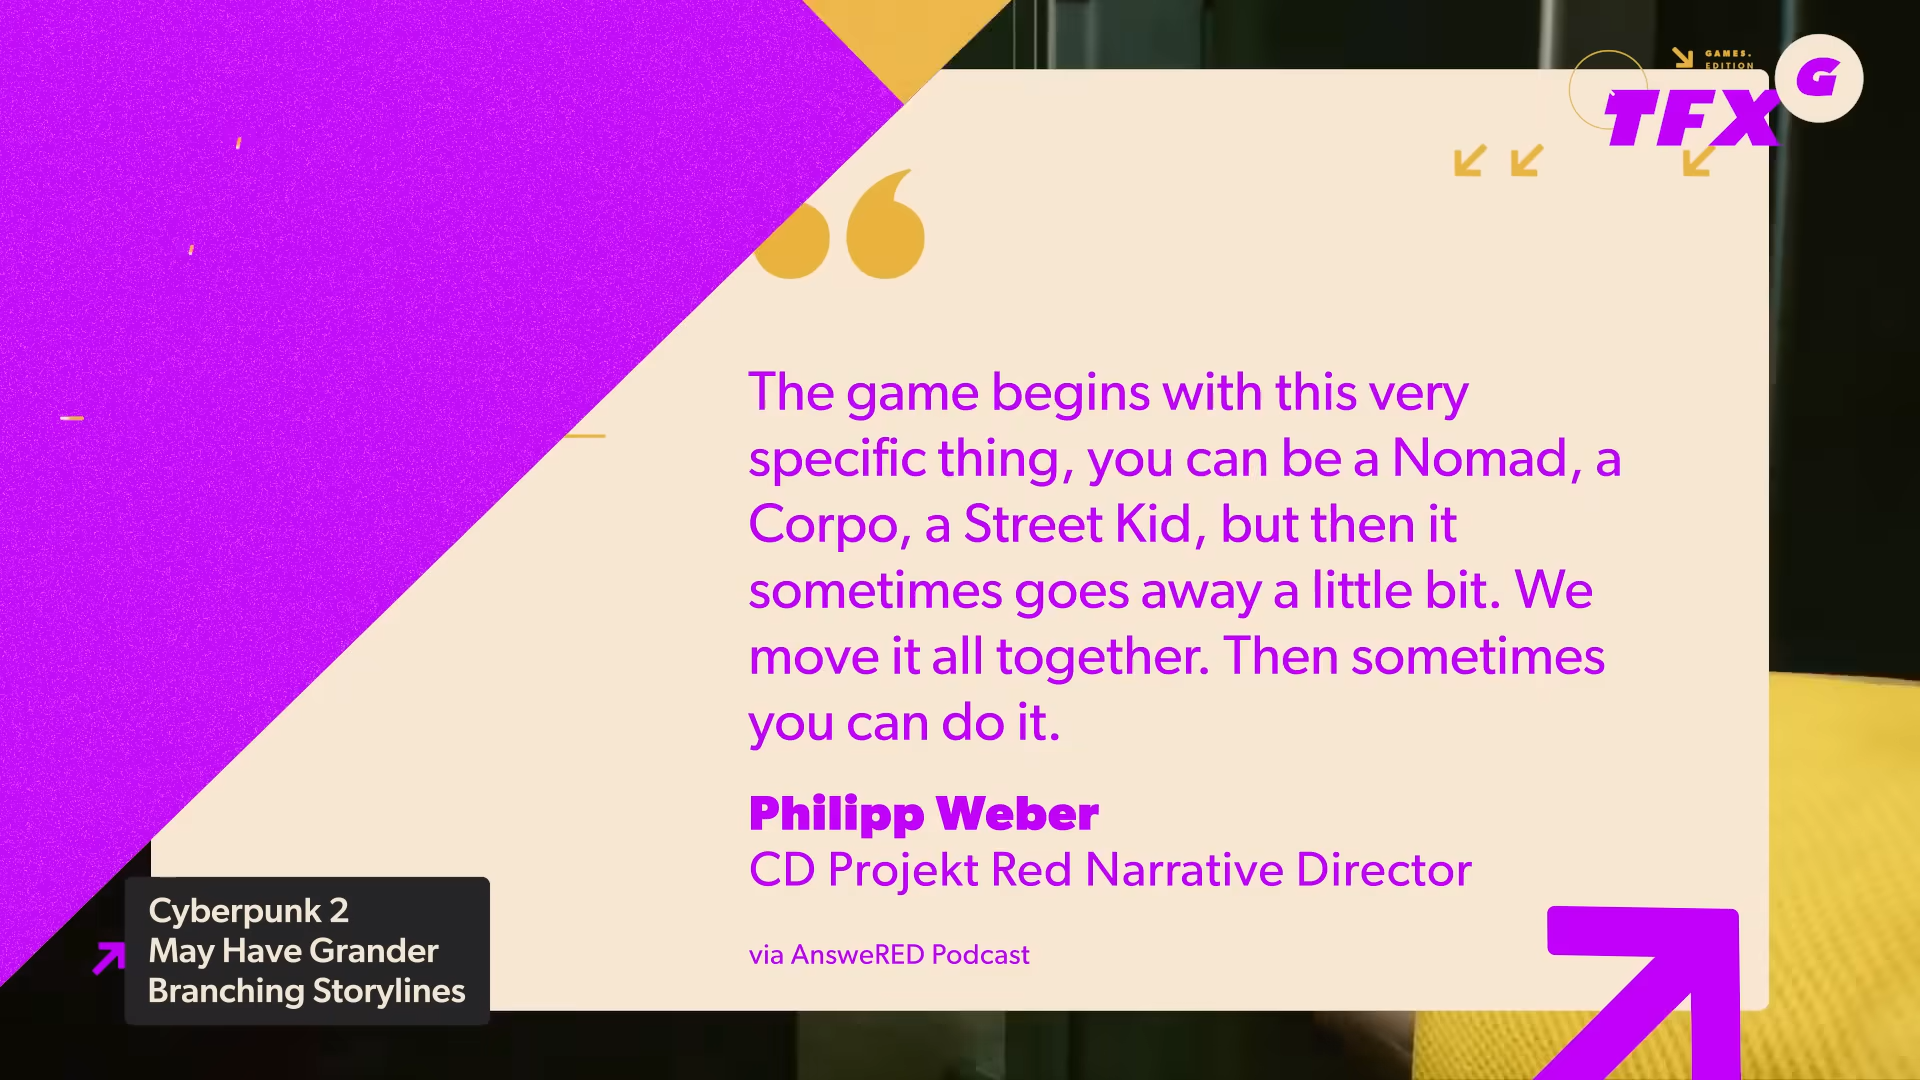 GAMES.
EDITION
TFX
G
The game begins with this very
specific thing, you can be a Nomad, a
Corpo, a Street Kid, but then it
sometimes goes away a little bit. We
move it all together. Then sometimes
you can do it.
Philipp Weber
CD Projekt Red Narrative Director
via AnsweRED Podcast
Cyberpunk 2
May Have Grander
Branching Storylines